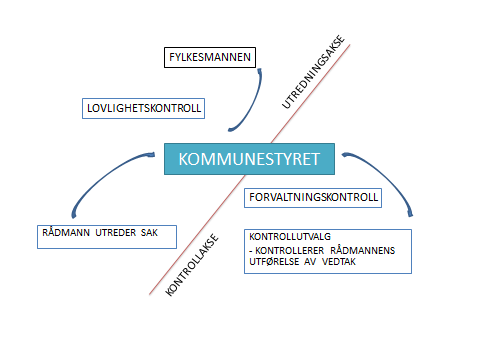 FYLKESMANNEN
UTREDNINGSAKSE
LOVLIGHETSKONTROLL
KOMMUNESTYRET
FORVALTNINGSKONTROLL
RÅDMANN UTREDER SAK
KONTROLLUTVALG
- KONTROLLERER RÅDMANNENS
UTFØRELSE AV VEDTAK
KONTROLLAKSE